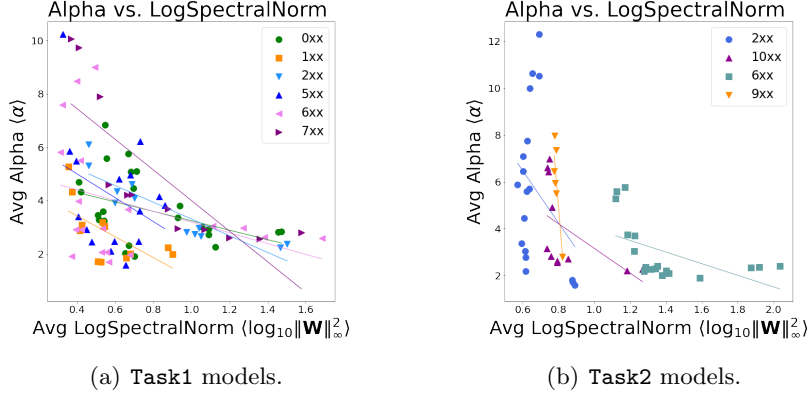 Alpha vs. LogSpectralNorm
Avg Alpha ⟨α⟩
10
8
6
4
2
0.4 0.6 0.8 1.0 1.2 1.4 1.6
Avg LogSpectralNorm ⟨log₁₀‖W‖²∞⟩
0xx
1xx
2xx
5xx
6xx
7xx
(a) Task1 models.
Alpha vs. LogSpectralNorm
Avg Alpha ⟨α⟩
12
10
8
6
4
2
0.6 0.8 1.0 1.2 1.4 1.6 1.8 2.0
Avg LogSpectralNorm ⟨log₁₀‖W‖²∞⟩
2xx
10xx
6xx
9xx
(b) Task2 models.